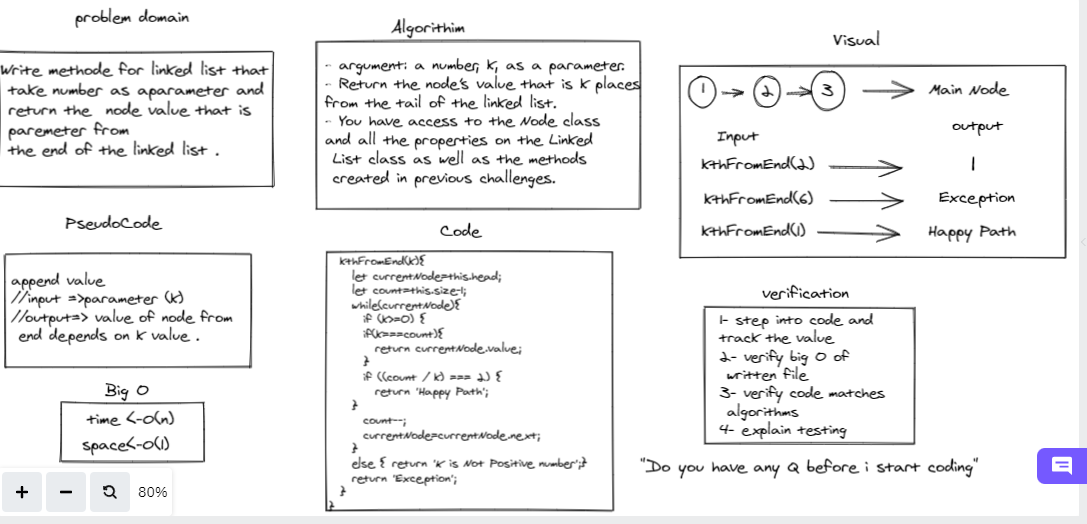 problem domain
Write methode for linked list that
take number as aparameter and
return the node value that is
paremeter from
the end of the linked list .
Algorithim
- argument: a number, k, as a parameter.
- Return the node's value that is k places
from the tail of the linked list.
- You have access to the Node class
and all the properties on the Linked
List class as well as the methods
created in previous challenges.
Visual
1 → 2 → 3 → Main Node
Input
output
kthFromEnd(2) → 1
kthFromEnd(6) → Exception
kthFromEnd(1) → Happy Path
PseudoCode
append value
//input =>parameter (k)
//output=> value of node from
end depends on k value .
Big O
time <-O(n)
space<-O(1)
Code
kthFromEnd(k){
let currentNode=this.head;
let count=this.size-1;
while(currentNode){
if (k>=0) {
if(k===count){
return currentNode.value;
}
if ((count / k) === 2) {
return 'Happy Path';
}
count--;
currentNode=currentNode.next;
}
else { return 'k is Not Positive number';}
return 'Exception';
}
}
verification
1- step into code and
track the value
2- verify big O of
written file
3- verify code matches
algorithms
4- explain testing
"Do you have any Q before i start coding"
80%